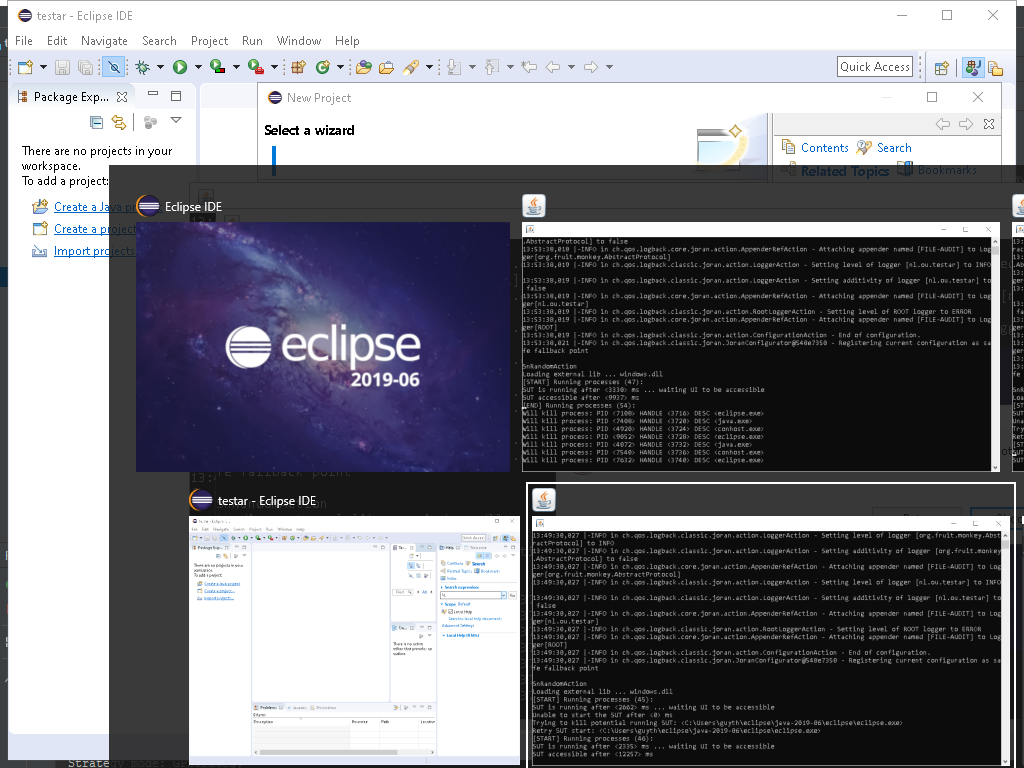 testar - Eclipse IDE
File Edit Navigate Search Project Run Window Help
Quick Access
Package Exp...
New Project
Select a wizard
There are no projects in your
workspace.
To add a project:
Create a Java pr
Create a project
Import projects
Contents Search
Related Topics Bookmarks
Eclipse IDE
eclipse
2019-06
.AbstractProtocol] to false
13:53:30,019 |-INFO in ch.qos.logback.core.joran.action.AppenderRefAction - Attaching appender named [FILE-AUDIT] to Log
ger[org.fruit.monkey.AbstractProtocol]
13:53:30,019 |-INFO in ch.qos.logback.classic.joran.action.LoggerAction - Setting level of logger [nl.ou.testar] to INFO
13:53:30,019 |-INFO in ch.qos.logback.classic.joran.action.LoggerAction - Setting additivity of logger [nl.ou.testar] to
false
13:53:30,019 |-INFO in ch.qos.logback.core.joran.action.AppenderRefAction - Attaching appender named [FILE-AUDIT] to Log
ger[nl.ou.testar]
13:53:30,019 |-INFO in ch.qos.logback.classic.joran.action.RootLoggerAction - Setting level of ROOT logger to ERROR
13:53:30,019 |-INFO in ch.qos.logback.core.joran.action.AppenderRefAction - Attaching appender named [FILE-AUDIT] to Log
ger[ROOT]
13:53:30,019 |-INFO in ch.qos.logback.classic.joran.action.ConfigurationAction - End of configuration.
13:53:30,021 |-INFO in ch.qos.logback.classic.joran.JoranConfigurator@540e7350 - Registering current configuration as sa
fe fallback point
SnRandomAction
Loading external lib ... windows.dll
[START] Running processes (47):
SUT is running after <3330> ms ... waiting UI to be accessible
SUT accessible after <9937> ms
[END] Running processes (54):
Will kill process: PID <7100> HANDLE <3716> DESC <eclipse.exe>
Will kill process: PID <7400> HANDLE <3720> DESC <java.exe>
Will kill process: PID <4920> HANDLE <3724> DESC <conhost.exe>
Will kill process: PID <9052> HANDLE <3728> DESC <eclipse.exe>
Will kill process: PID <4072> HANDLE <3732> DESC <java.exe>
Will kill process: PID <7540> HANDLE <3736> DESC <conhost.exe>
Will kill process: PID <7632> HANDLE <3740> DESC <eclipse.exe>
fe fallback point
testar - Eclipse IDE
13:49:30,027 |-INFO in ch.qos.logback.classic.joran.action.LoggerAction - Setting level of logger [org.fruit.monkey.Abst
ractProtocol] to INFO
13:49:30,027 |-INFO in ch.qos.logback.classic.joran.action.LoggerAction - Setting additivity of logger [org.fruit.monkey
.AbstractProtocol] to false
13:49:30,027 |-INFO in ch.qos.logback.core.joran.action.AppenderRefAction - Attaching appender named [FILE-AUDIT] to Log
ger[org.fruit.monkey.AbstractProtocol]
13:49:30,027 |-INFO in ch.qos.logback.classic.joran.action.LoggerAction - Setting level of logger [nl.ou.testar] to INFO
13:49:30,027 |-INFO in ch.qos.logback.classic.joran.action.LoggerAction - Setting additivity of logger [nl.ou.testar] to
false
13:49:30,027 |-INFO in ch.qos.logback.core.joran.action.AppenderRefAction - Attaching appender named [FILE-AUDIT] to Log
ger[nl.ou.testar]
13:49:30,027 |-INFO in ch.qos.logback.classic.joran.action.RootLoggerAction - Setting level of ROOT logger to ERROR
13:49:30,027 |-INFO in ch.qos.logback.core.joran.action.AppenderRefAction - Attaching appender named [FILE-AUDIT] to Log
ger[ROOT]
13:49:30,027 |-INFO in ch.qos.logback.classic.joran.action.ConfigurationAction - End of configuration.
13:49:30,027 |-INFO in ch.qos.logback.classic.joran.JoranConfigurator@540e7350 - Registering current configuration as sa
fe fallback point
SnRandomAction
Loading external lib ... windows.dll
[START] Running processes (45):
SUT is running after <2662> ms ... waiting UI to be accessible
Unable to start the SUT after <0> ms
Trying to kill potential running SUT: <C:\Users\guyth\eclipse\java-2019-06\eclipse\eclipse.exe>
Retry SUT start: <C:\Users\guyth\eclipse\java-2019-06\eclipse\eclipse.exe>
[START] Running processes (46):
SUT is running after <2335> ms ... waiting UI to be accessible
SUT accessible after <12257> ms